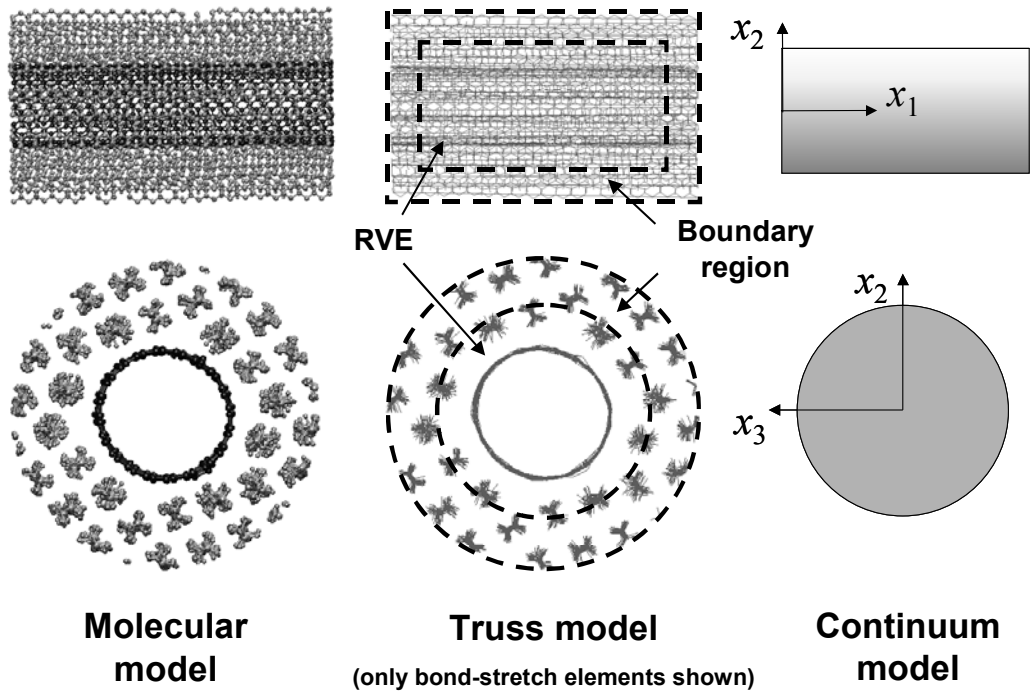 x2
x1
RVE
Boundary
region
x2
x3
Molecular
model
Truss model
(only bond-stretch elements shown)
Continuum
model